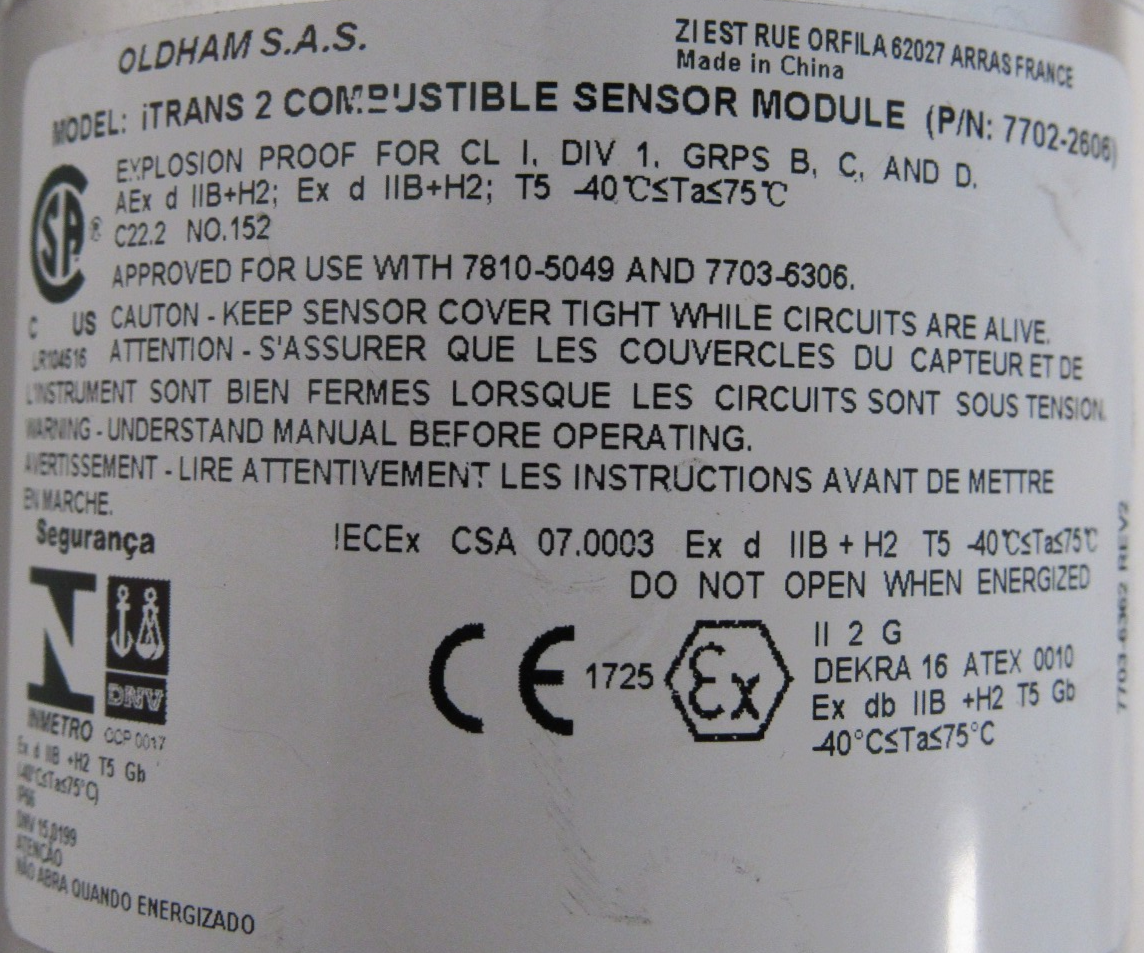 OLDHAM S.A.S.
ZI EST RUE ORFILA 62027 ARRAS FRANCE
Made in China
MODEL: iTRANS 2 COMBUSTIBLE SENSOR MODULE (P/N: 7702-2606)
EXPLOSION PROOF FOR CL I, DIV 1, GRPS B, C, AND D.
AEx d IIB+H2; Ex d IIB+H2; T5 -40℃≤Ta≤75℃
C22.2 NO.152
APPROVED FOR USE WITH 7810-5049 AND 7703-6306.
SA ®
C US
LR104516
CAUTON - KEEP SENSOR COVER TIGHT WHILE CIRCUITS ARE ALIVE.
ATTENTION - S'ASSURER QUE LES COUVERCLES DU CAPTEUR ET DE
L'INSTRUMENT SONT BIEN FERMES LORSQUE LES CIRCUITS SONT SOUS TENSION.
WARNING - UNDERSTAND MANUAL BEFORE OPERATING.
AVERTISSEMENT - LIRE ATTENTIVEMENT LES INSTRUCTIONS AVANT DE METTRE
EN MARCHE.
Segurança
IECEx CSA 07.0003 Ex d IIB + H2 T5 -40℃≤Ta≤75℃
DO NOT OPEN WHEN ENERGIZED
CE 1725 Ex
II 2 G
DEKRA 16 ATEX 0010
Ex db IIB +H2 T5 Gb
-40°C≤Ta≤75°C
N
DNV
INMETRO OCP 0017
Ex d IIB +H2 T5 Gb
(-40°C≤Ta≤75°C)
IP66
DNV 15.0199
ATENÇÃO
NÃO ABRA QUANDO ENERGIZADO
7703-6362 REV2